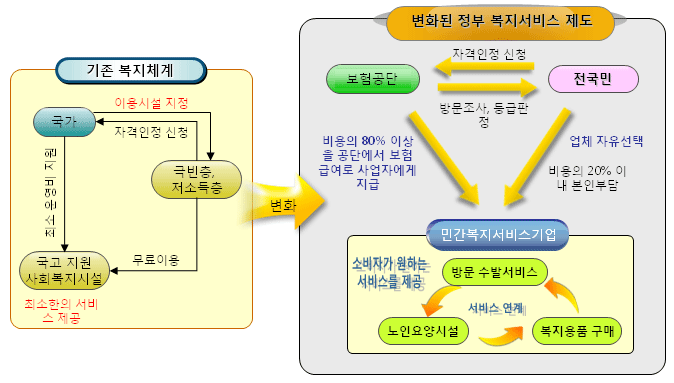 기존 복지체계
이용시설 지정
국가
자격인정 신청
최소 운영비 지원
극빈층,
저소득층
국고 지원
사회복지시설
무료이용
최소한의 서비
스 제공
변화
변화된 정부 복지서비스 제도
자격인정 신청
보험공단
전국민
방문조사, 등급판
정
비용의 80% 이상
을 공단에서 보험
급여로 사업자에게
지급
업체 자유선택
비용의 20% 이
내 본인부담
민간복지서비스기업
소비자가 원하는
서비스를 제공
방문 수발서비스
서비스 연계
노인요양시설
복지용품 구매